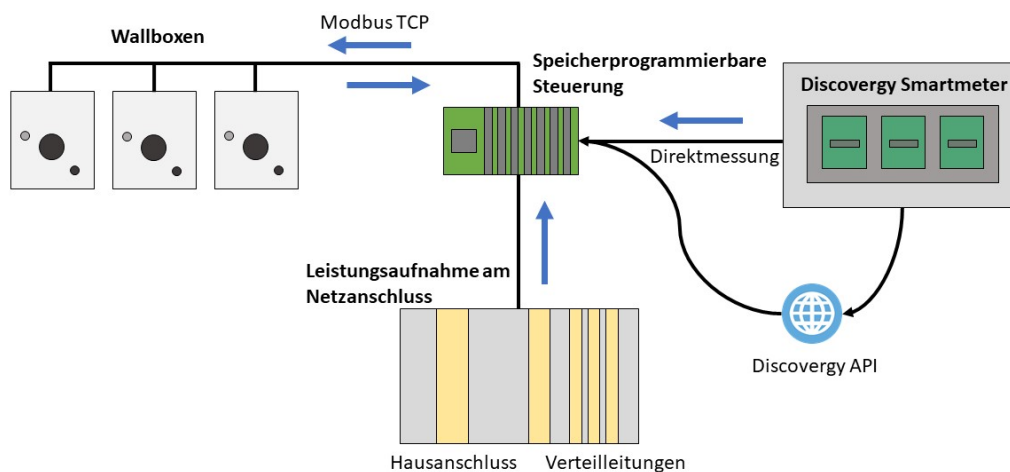 Modbus TCP
Wallboxen
Speicherprogrammierbare
Steuerung
Discovergy Smartmeter
Direktmessung
Leistungsaufnahme am
Netzanschluss
Discovergy API
Hausanschluss
Verteilleitungen